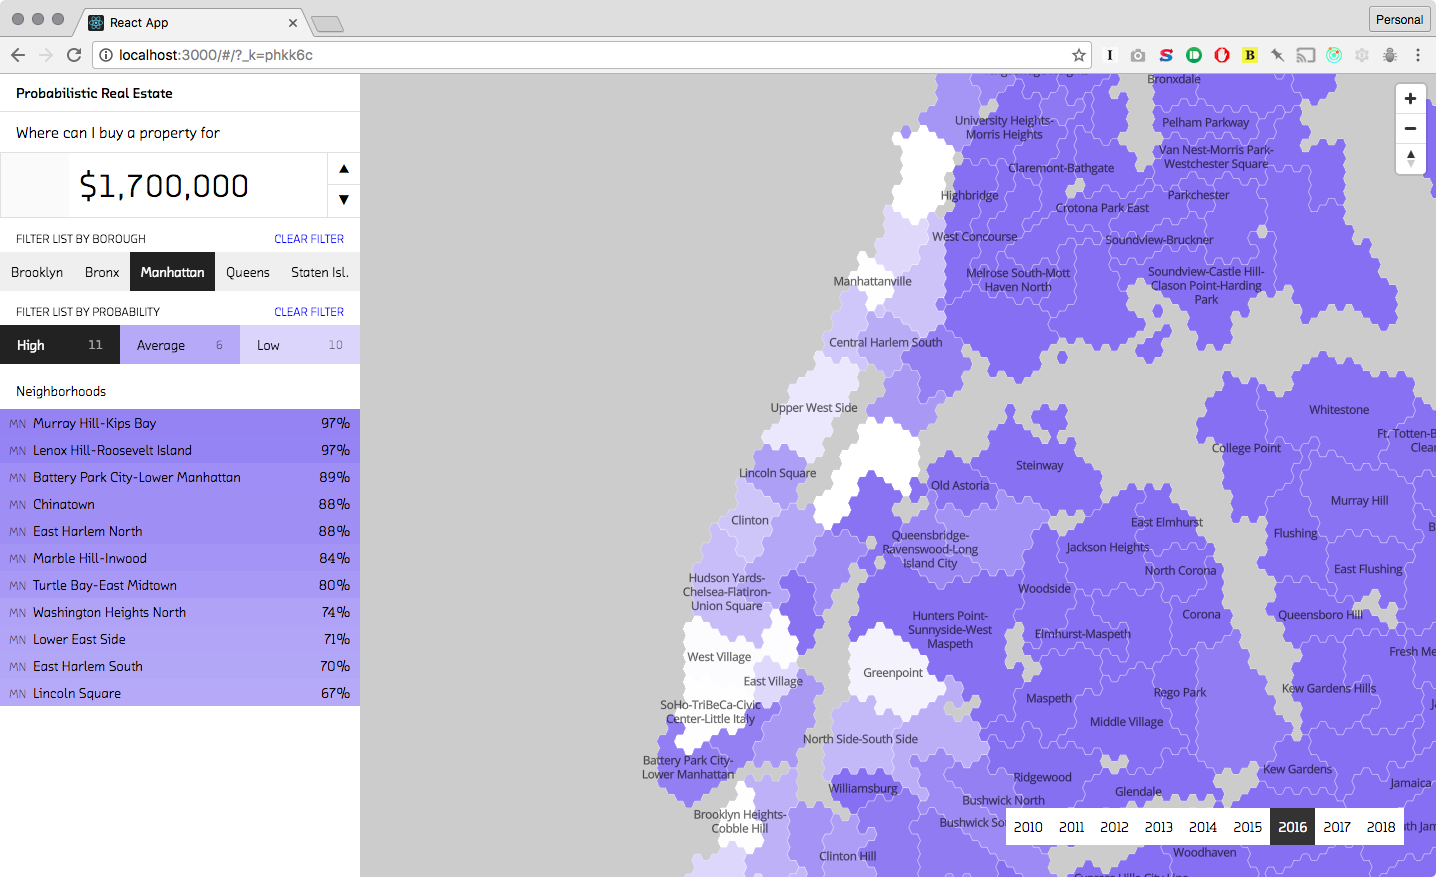 React App
Personal
localhost:3000/#/?_k=phkk6c
Probabilistic Real Estate
Where can I buy a property for
$1,700,000
FILTER LIST BY BOROUGH
CLEAR FILTER
Brooklyn
Bronx
Manhattan
Queens
Staten Isl.
FILTER LIST BY PROBABILITY
CLEAR FILTER
High 11
Average 6
Low 10
Neighborhoods
MN Murray Hill-Kips Bay 97%
MN Lenox Hill-Roosevelt Island 97%
MN Battery Park City-Lower Manhattan 89%
MN Chinatown 88%
MN East Harlem North 88%
MN Marble Hill-Inwood 84%
MN Turtle Bay-East Midtown 80%
MN Washington Heights North 74%
MN Lower East Side 71%
MN East Harlem South 70%
MN Lincoln Square 67%
Bronxdale
University Heights-
Morris Heights
Pelham Parkway
Van Nest-Morris Park-
Westchester Square
Claremont-Bathgate
Highbridge
Parkchester
Crotona Park East
West Concourse
Soundview-Bruckner
Melrose South-Mott
Haven North
Soundview-Castle Hill-
Clason Point-Harding
Park
Manhattanville
Central Harlem South
Upper West Side
Whitestone
Ft. Totten-B
Clear
College Point
Lincoln Square
Steinway
Old Astoria
Murray Hill
Clinton
East Elmhurst
Flushing
Queensbridge-
Ravenswood-Long
Island City
Jackson Heights
North Corona
East Flushing
Hudson Yards-
Chelsea-Flatiron-
Union Square
Woodside
Hunters Point-
Sunnyside-West
Maspeth
Corona
Queensboro Hill
Elmhurst-Maspeth
West Village
Fresh Me
Greenpoint
East Village
Kew Gardens Hills
Rego Park
Maspeth
SoHo-TriBeCa-Civic
Center-Little Italy
Middle Village
North Side-South Side
Battery Park City-
Lower Manhattan
Kew Gardens
Ridgewood
Jamaica
Williamsburg
Glendale
Bushwick North
Brooklyn Heights-
Cobble Hill
Bushwick So
2010 2011 2012 2013 2014 2015 2016 2017 2018
uth Jam
Clinton Hill
Woodhaven